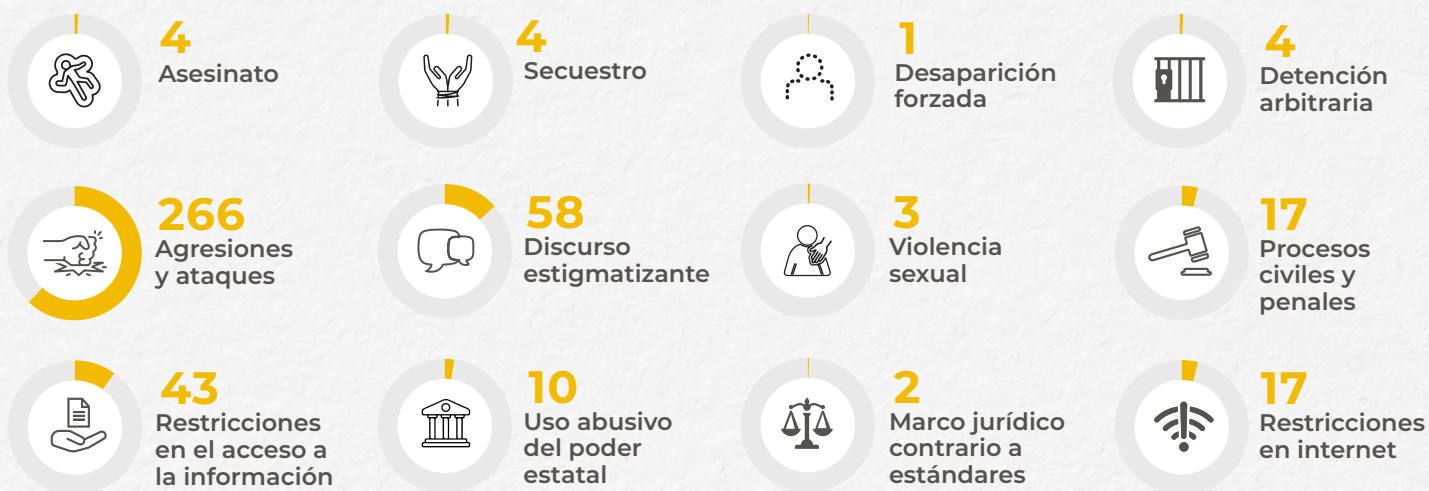 4
Asesinato
4
Secuestro
1
Desaparición
forzada
4
Detención
arbitraria
266
Agresiones
y ataques
58
Discurso
estigmatizante
3
Violencia
sexual
17
Procesos
civiles y
penales
43
Restricciones
en el acceso a
la información
10
Uso abusivo
del poder
estatal
2
Marco jurídico
contrario a
estándares
17
Restricciones
en internet